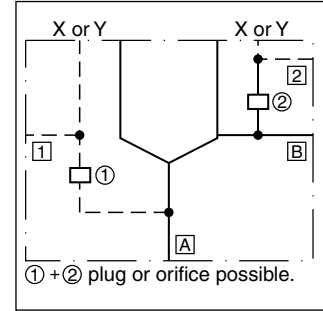 X or Y X or Y
2
②
1
B
①
A
① + ② plug or orifice possible.